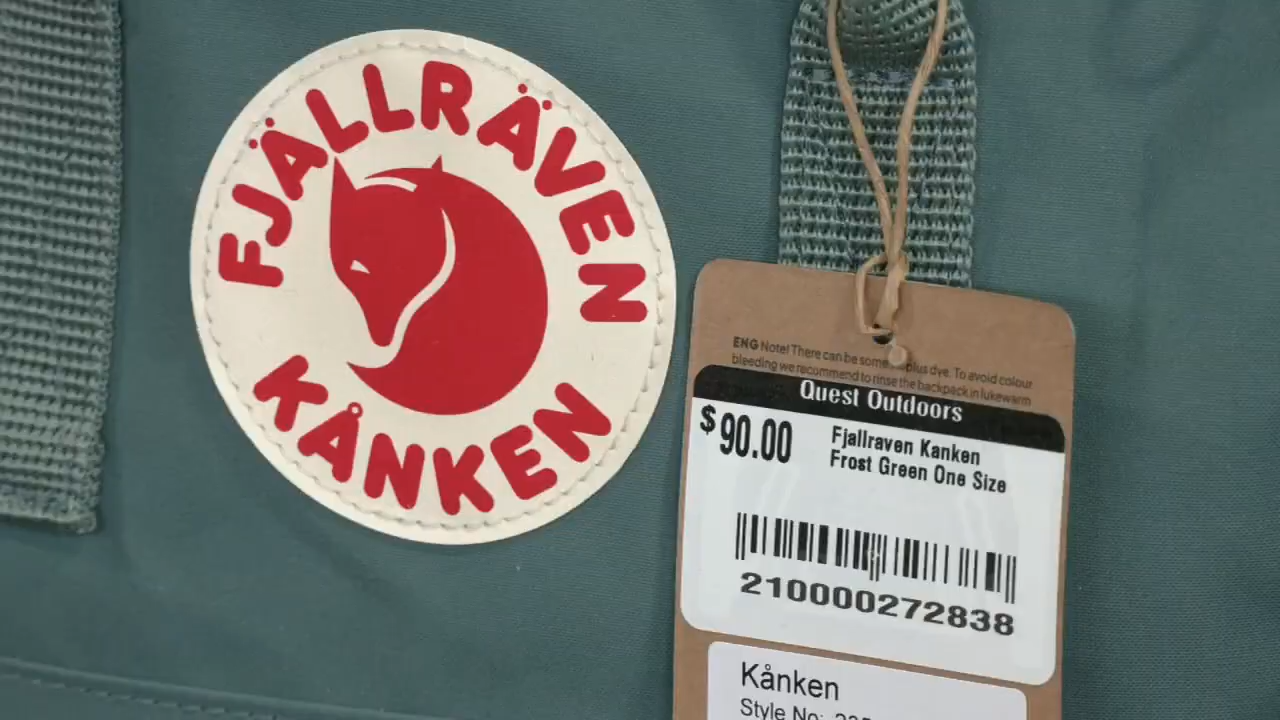 FJÄLLRÄVEN
KÅNKEN
ENG Note! There can be some plus dye. To avoid colour
bleeding we recommend to rinse the backpack in lukewarm
Quest Outdoors
$90.00
Fjallraven Kanken
Frost Green One Size
210000272838
Kånken
Style No: